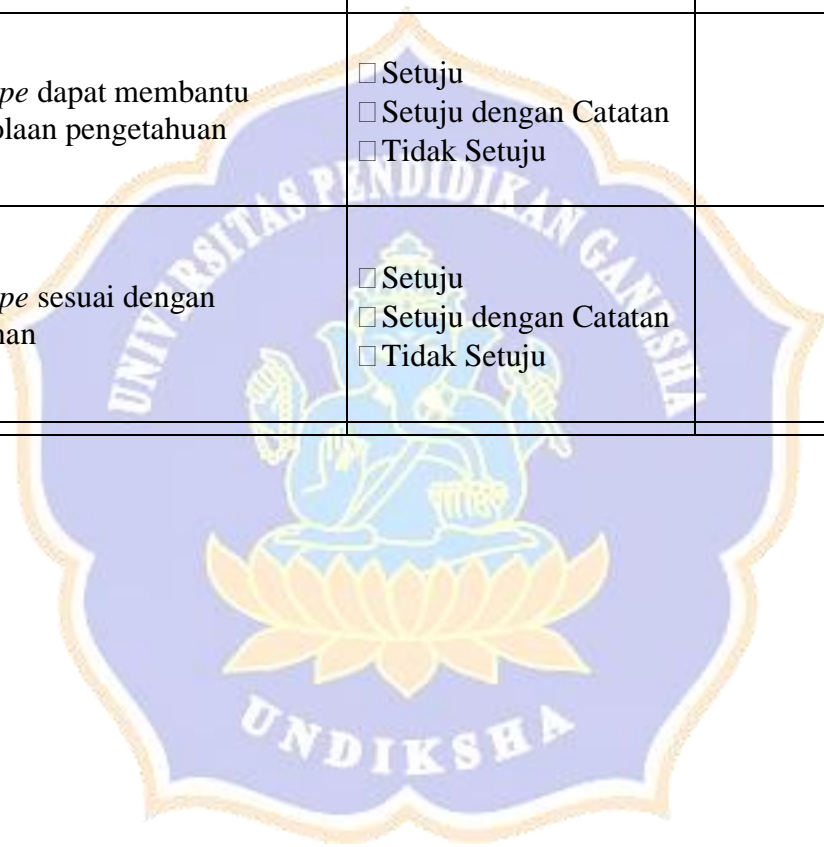 pe dapat membantu
olaan pengetahuan
□ Setuju
□ Setuju dengan Catatan
□ Tidak Setuju
pe sesuai dengan
han
□ Setuju
□ Setuju dengan Catatan
□ Tidak Setuju
UNIVERSITAS PENDIDIKAN GANESHA
UNDIKSHA